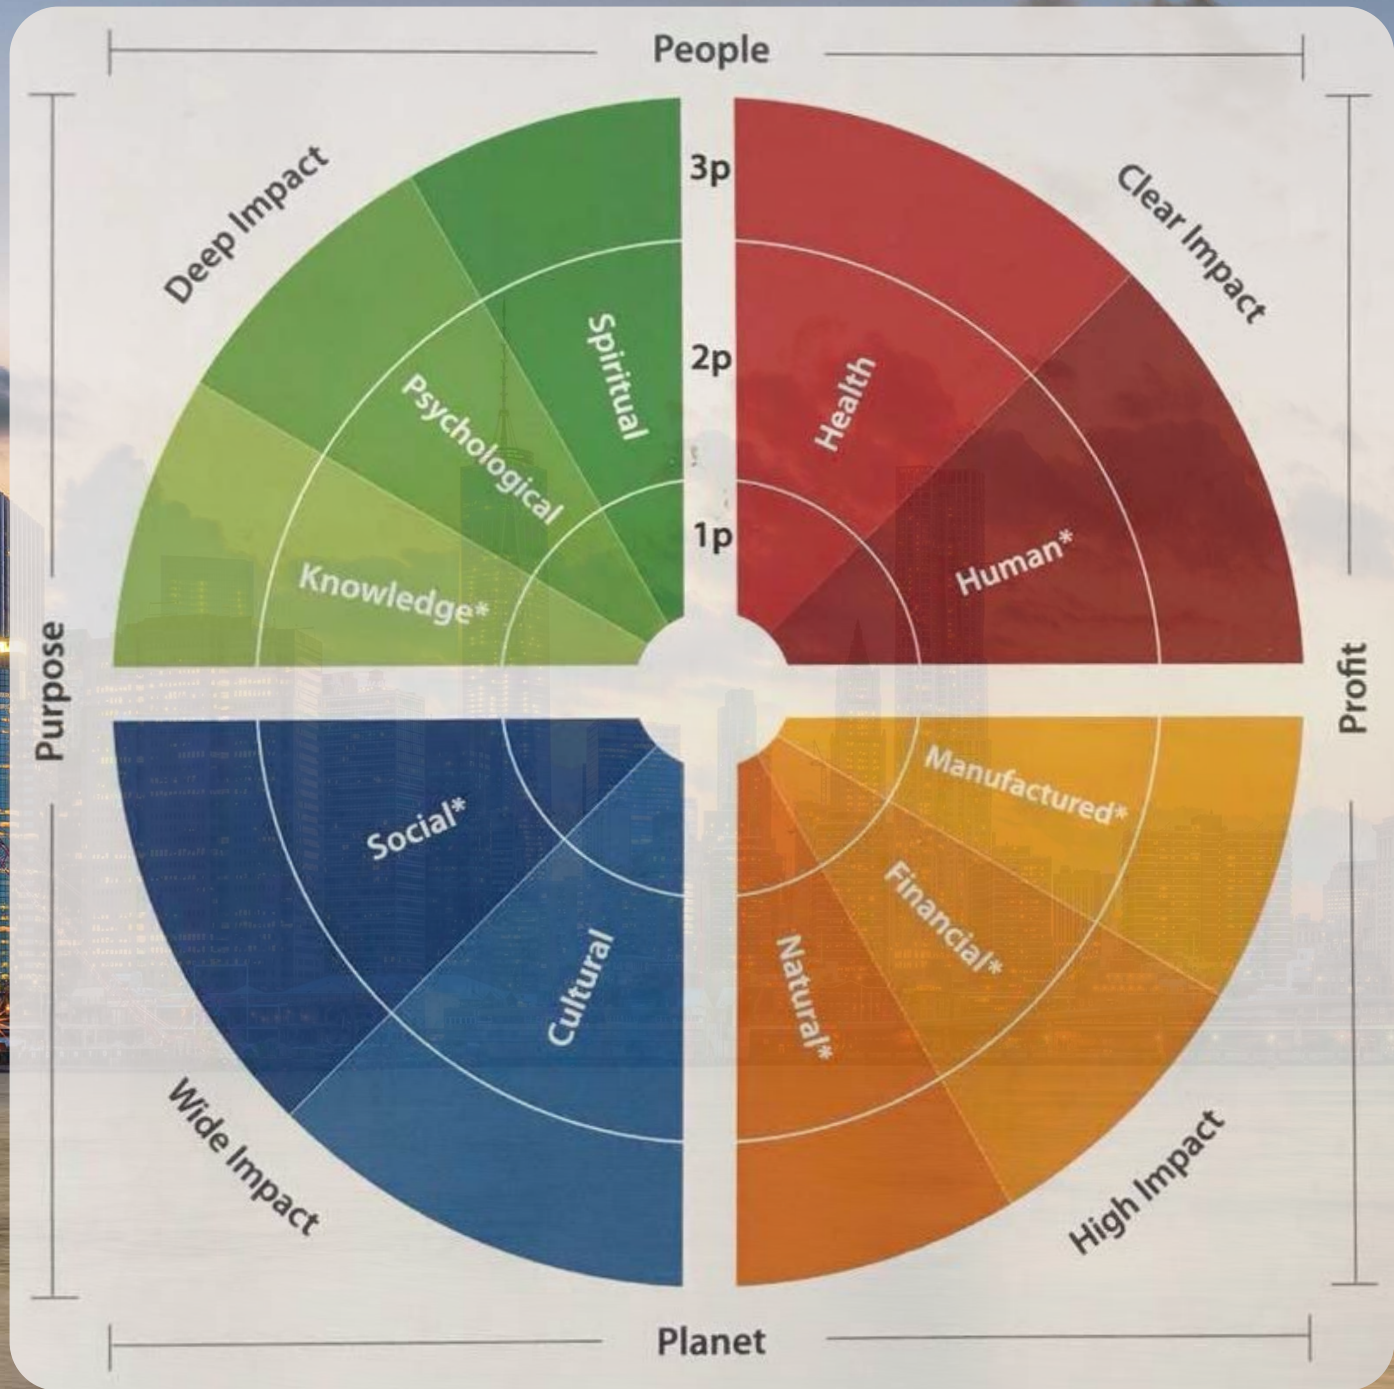 People
Deep Impact
Clear Impact
3p
2p
1p
Spiritual
Psychological
Knowledge*
Health
Human*
Purpose
Profit
Social*
Cultural
Manufactured*
Financial*
Natural*
Wide Impact
High Impact
Planet